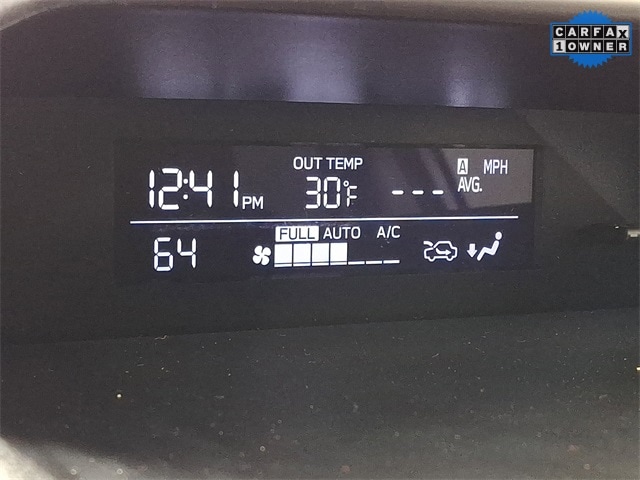 CARFAX
1 OWNER
OUT TEMP A MPH
12:41 PM 30°F --- AVG.
FULL AUTO A/C
64